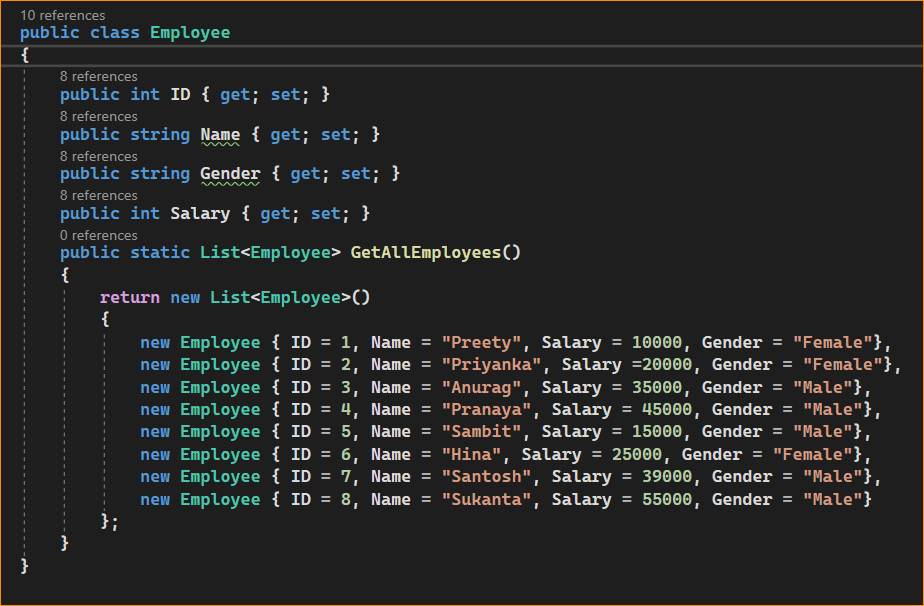 10 references
public class Employee
{
8 references
public int ID { get; set; }
8 references
public string Name { get; set; }
8 references
public string Gender { get; set; }
8 references
public int Salary { get; set; }
0 references
public static List<Employee> GetAllEmployees()
{
return new List<Employee>()
{
new Employee { ID = 1, Name = "Preety", Salary = 10000, Gender = "Female"},
new Employee { ID = 2, Name = "Priyanka", Salary =20000, Gender = "Female"},
new Employee { ID = 3, Name = "Anurag", Salary = 35000, Gender = "Male"},
new Employee { ID = 4, Name = "Pranaya", Salary = 45000, Gender = "Male"},
new Employee { ID = 5, Name = "Sambit", Salary = 15000, Gender = "Male"},
new Employee { ID = 6, Name = "Hina", Salary = 25000, Gender = "Female"},
new Employee { ID = 7, Name = "Santosh", Salary = 39000, Gender = "Male"},
new Employee { ID = 8, Name = "Sukanta", Salary = 55000, Gender = "Male"}
};
}
}